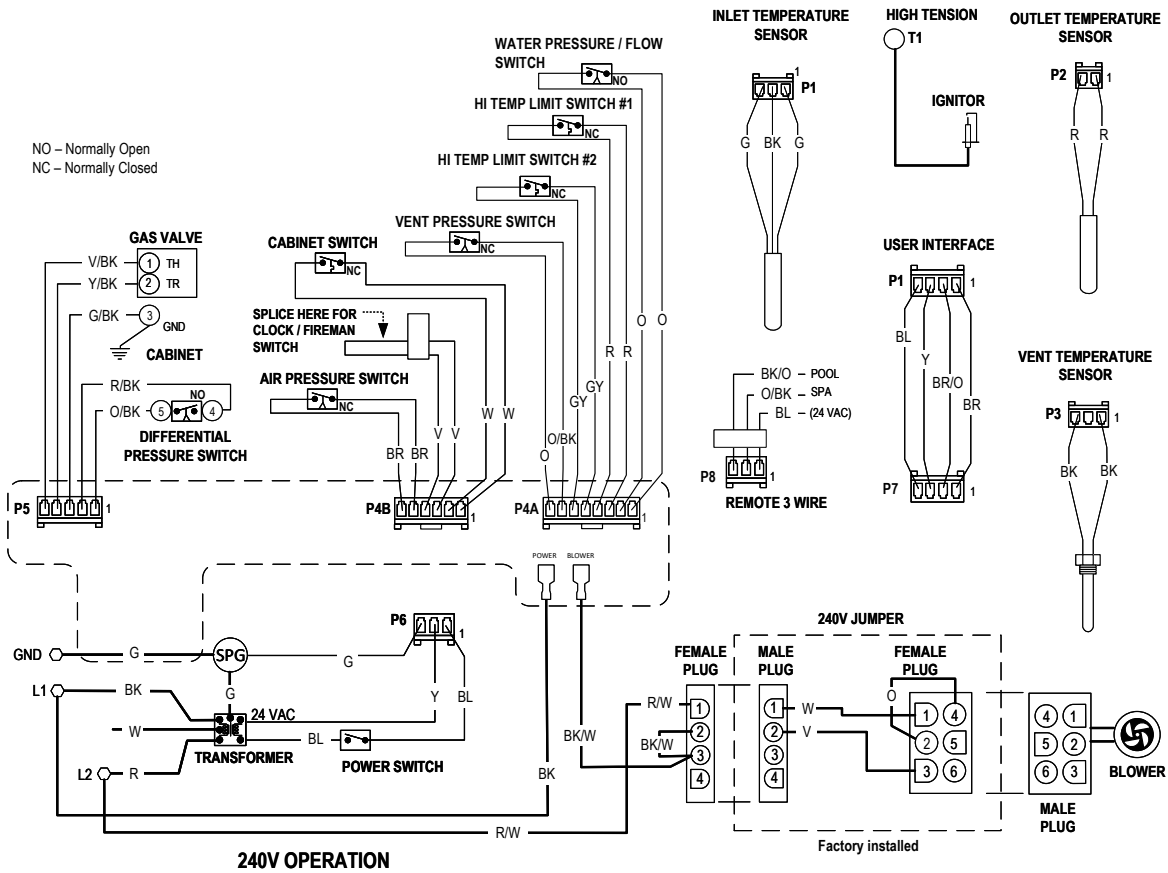 INLET TEMPERATURE
SENSOR
1
P1
G
BK
G
HIGH TENSION
T1
IGNITOR
OUTLET TEMPERATURE
SENSOR
P2
1
R
R
WATER PRESSURE / FLOW
SWITCH
NO
HI TEMP LIMIT SWITCH #1
NC
HI TEMP LIMIT SWITCH #2
NC
VENT PRESSURE SWITCH
NC
NO – Normally Open
NC – Normally Closed
GAS VALVE
V/BK
1
TH
Y/BK
2
TR
G/BK
3
GND
CABINET
R/BK
NO
O/BK
5
4
DIFFERENTIAL
PRESSURE SWITCH
CABINET SWITCH
NC
SPLICE HERE FOR
CLOCK / FIREMAN
SWITCH
AIR PRESSURE SWITCH
NC
BR
BR
V
V
W
W
O
O/BK
GY
GY
R
R
O
O
USER INTERFACE
P1
1
BL
Y
BR/O
BR
P7
1
BK/O – POOL
O/BK – SPA
BL – (24 VAC)
P8
1
REMOTE 3 WIRE
VENT TEMPERATURE
SENSOR
P3
1
BK
BK
P5
1
P4B
1
P4A
1
POWER
BLOWER
P6
1
GND
G
SPG
G
G
Y
BL
L1
BK
24 VAC
W
BL
TRANSFORMER
POWER SWITCH
L2
R
BK
R/W
BK/W
R/W
240V JUMPER
FEMALE
PLUG
1
2
3
4
BK/W
MALE
PLUG
1
2
3
4
W
V
FEMALE
PLUG
O
1
4
2
5
3
6
4
1
5
2
6
3
MALE
PLUG
BLOWER
Factory installed
240V OPERATION